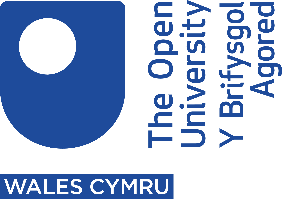 The Open
University
Y Brifysgol
Agored
WALES CYMRU